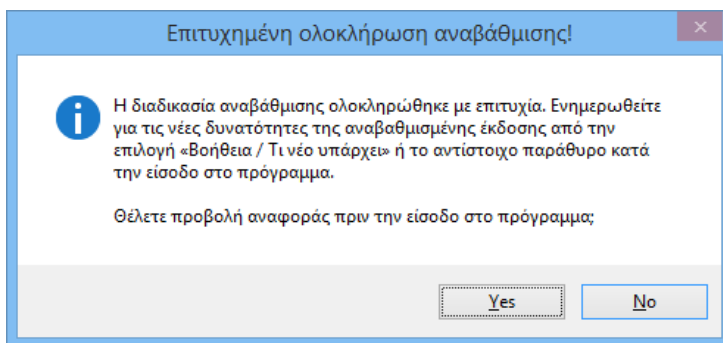 Επιτυχημένη ολοκλήρωση αναβάθμισης!
Η διαδικασία αναβάθμισης ολοκληρώθηκε με επιτυχία. Ενημερωθείτε
για τις νέες δυνατότητες της αναβαθμισμένης έκδοσης από την
επιλογή «Βοήθεια / Τι νέο υπάρχει» ή το αντίστοιχο παράθυρο κατά
την είσοδο στο πρόγραμμα.
Θέλετε προβολή αναφοράς πριν την είσοδο στο πρόγραμμα;
Yes No